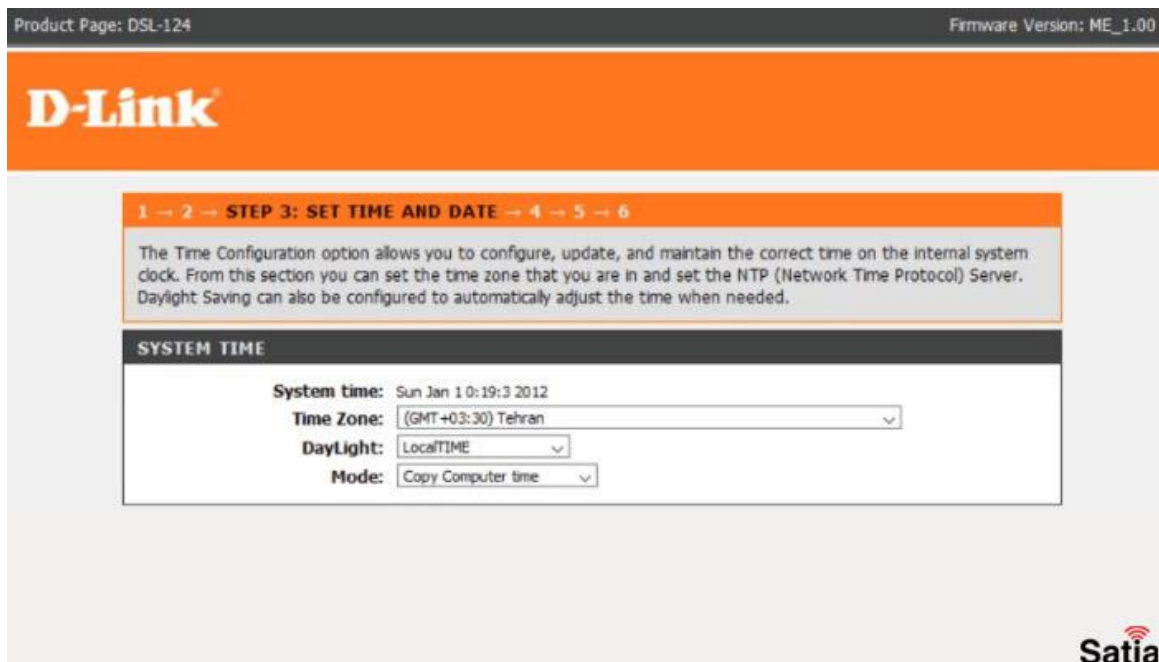 Product Page: DSL-124 Firmware Version: ME_1.00
D-Link
1 → 2 → STEP 3: SET TIME AND DATE → 4 → 5 → 6
The Time Configuration option allows you to configure, update, and maintain the correct time on the internal system
clock. From this section you can set the time zone that you are in and set the NTP (Network Time Protocol) Server.
Daylight Saving can also be configured to automatically adjust the time when needed.
SYSTEM TIME
System time: Sun Jan 1 0:19:3 2012
Time Zone: (GMT+03:30) Tehran
DayLight: LocalTIME
Mode: Copy Computer time
Satia